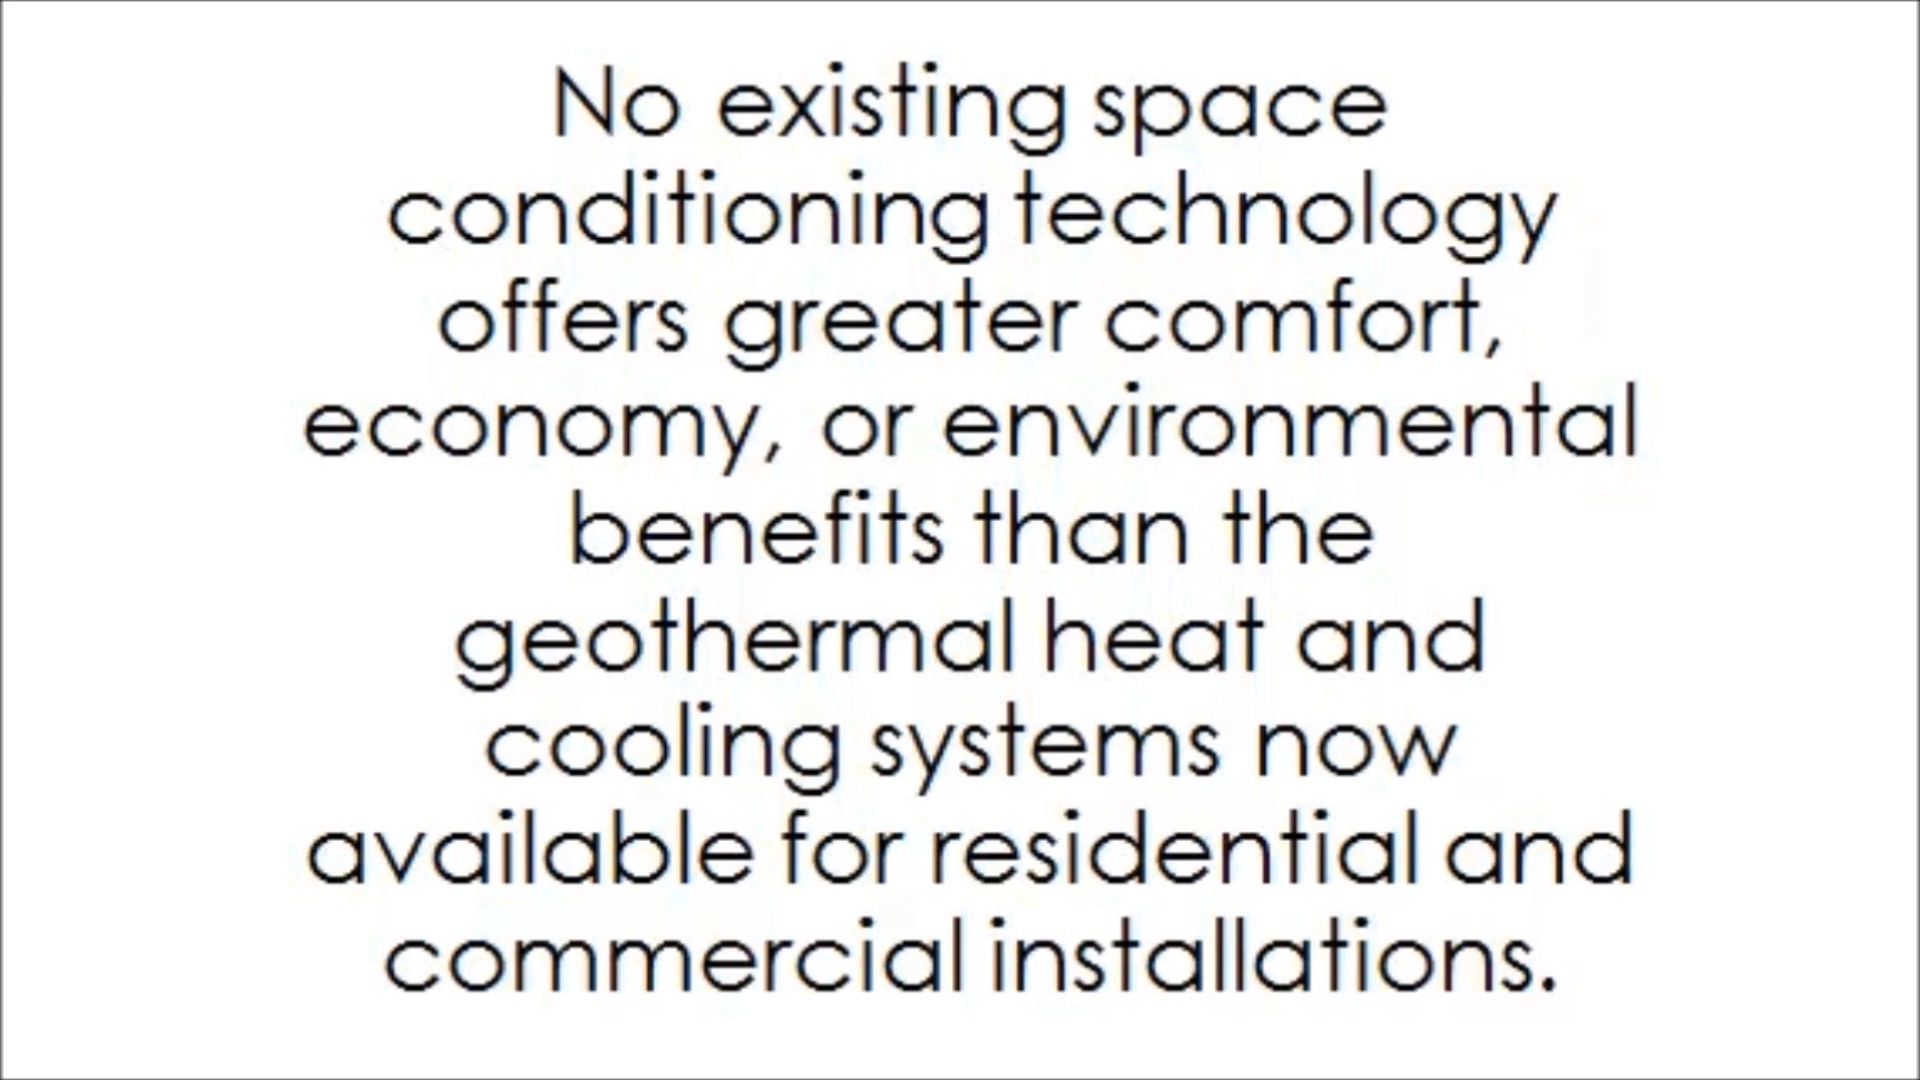 No existing space
conditioning technology
offers greater comfort,
economy, or environmental
benefits than the
geothermal heat and
cooling systems now
available for residential and
commercial installations.